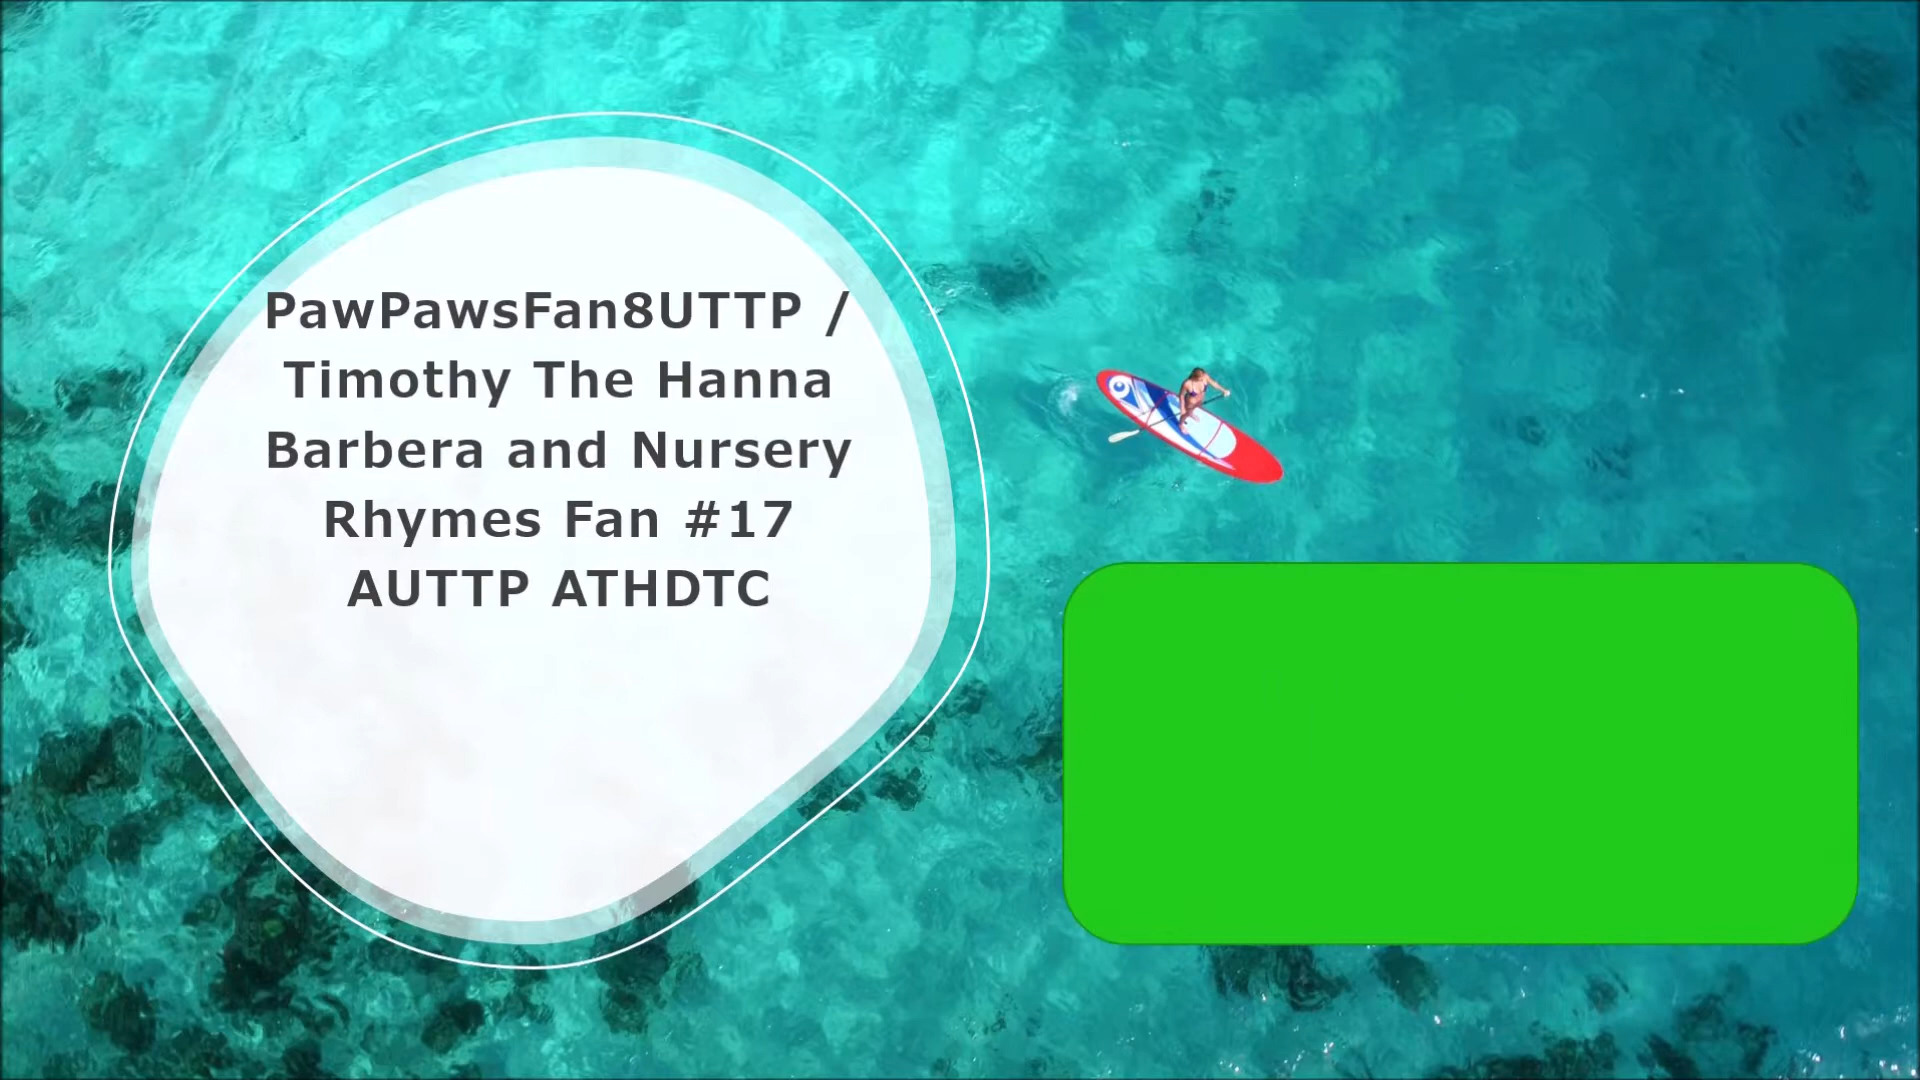 PawPawsFan8UTTP /
Timothy The Hanna
Barbera and Nursery
Rhymes Fan #17
AUTTP ATHDTC